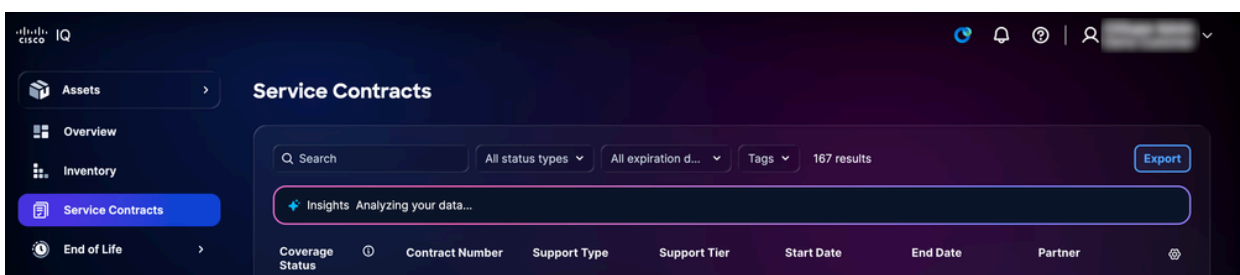 cisco IQ
Assets
Overview
Inventory
Service Contracts
End of Life
Service Contracts
Search
All status types
All expiration d...
Tags
167 results
Export
Insights Analyzing your data...
Coverage Status
Contract Number
Support Type
Support Tier
Start Date
End Date
Partner